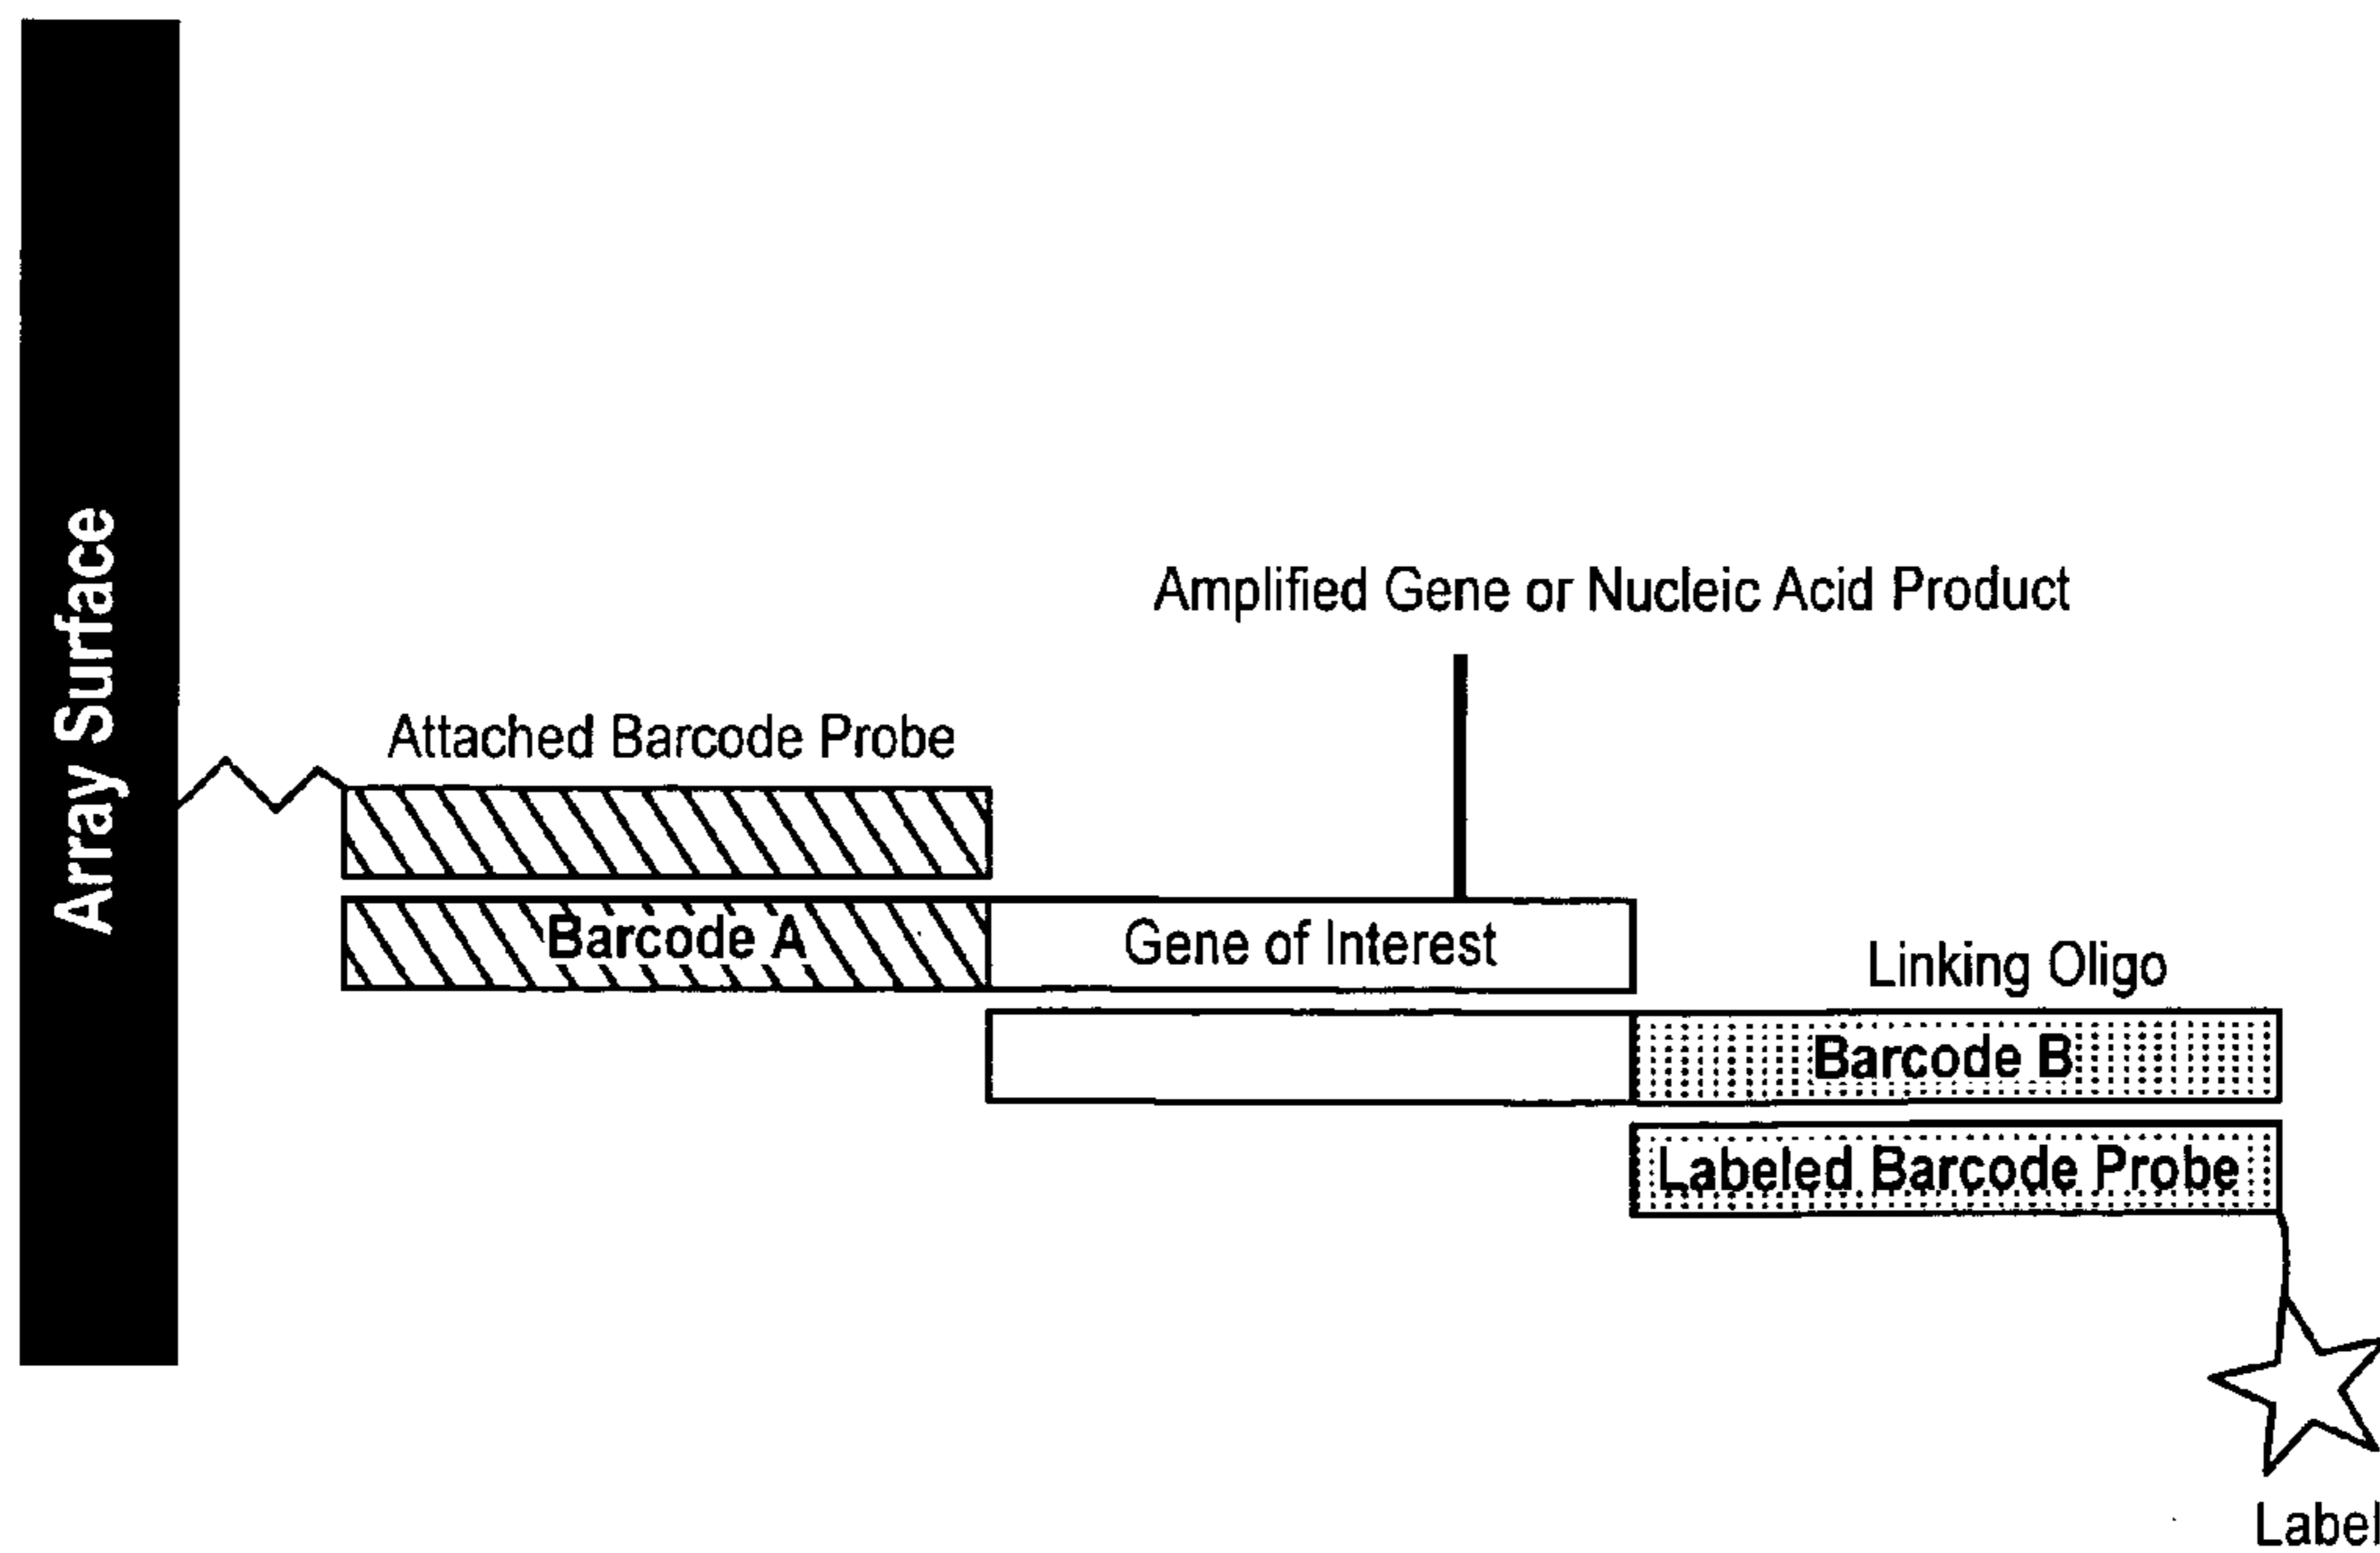 Array Surface
Amplified Gene or Nucleic Acid Product
Attached Barcode Probe
Barcode A
Gene of Interest
Linking Oligo
Barcode B
Labeled Barcode Probe
Label